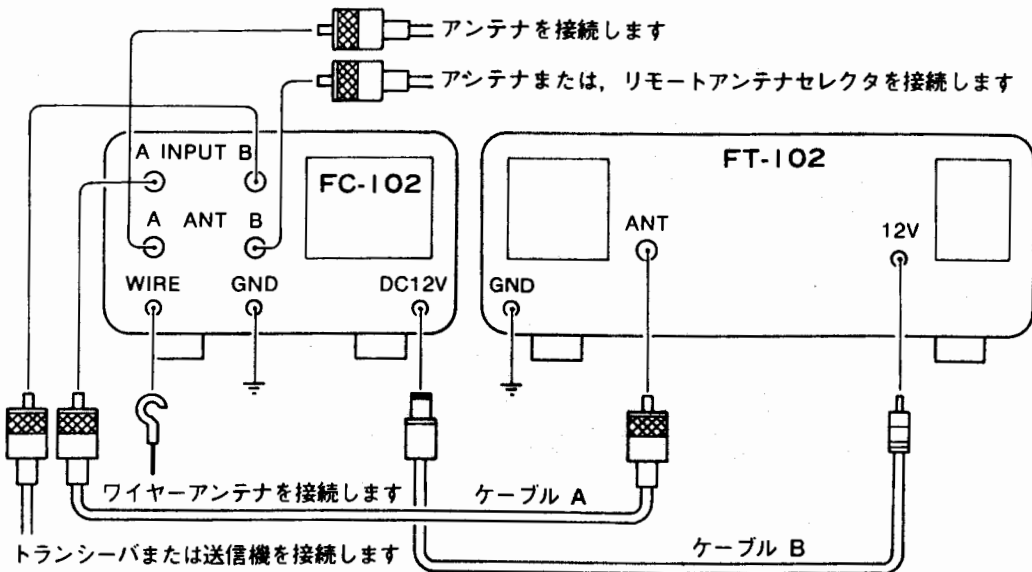 アンテナを接続します
アンテナまたは，リモートアンテナセレクタを接続します
A INPUT B
FC-102
A ANT B
WIRE GND DC12V
FT-102
ANT
12V
GND
ワイヤーアンテナを接続します
ケーブル A
トランシーバまたは送信機を接続します
ケーブル B